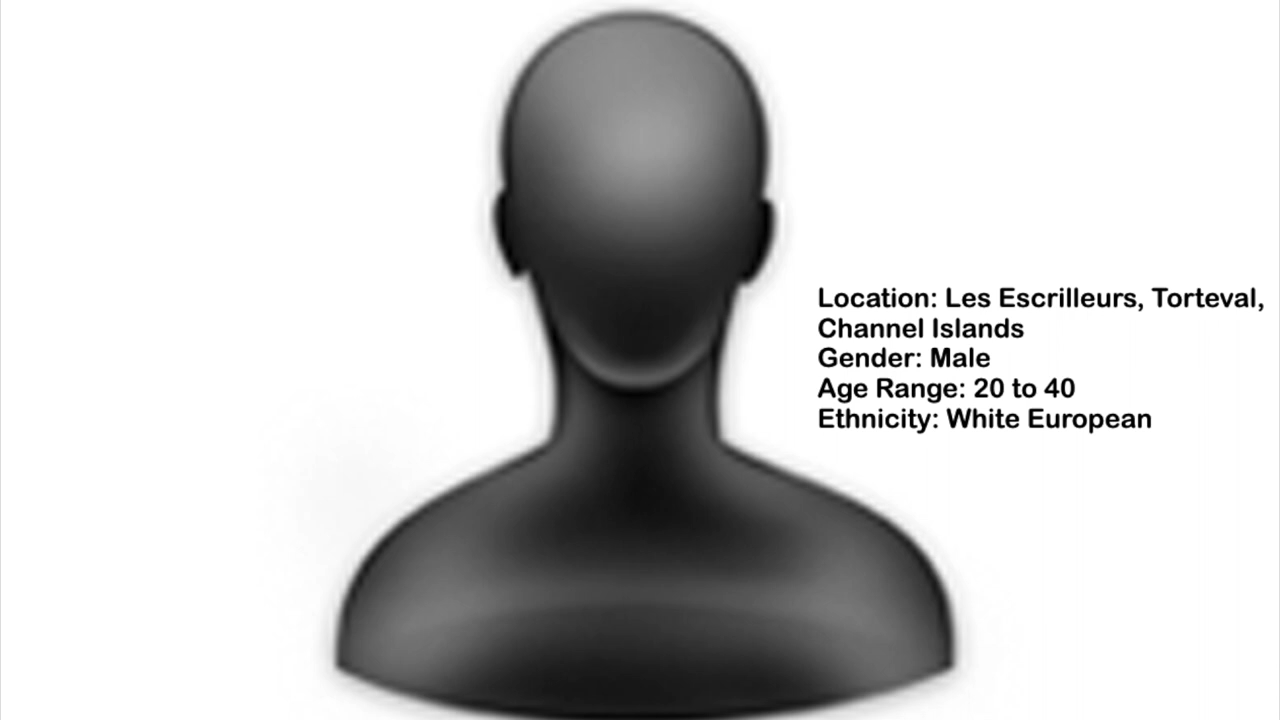 Location: Les Escrilleurs, Torteval,
Channel Islands
Gender: Male
Age Range: 20 to 40
Ethnicity: White European